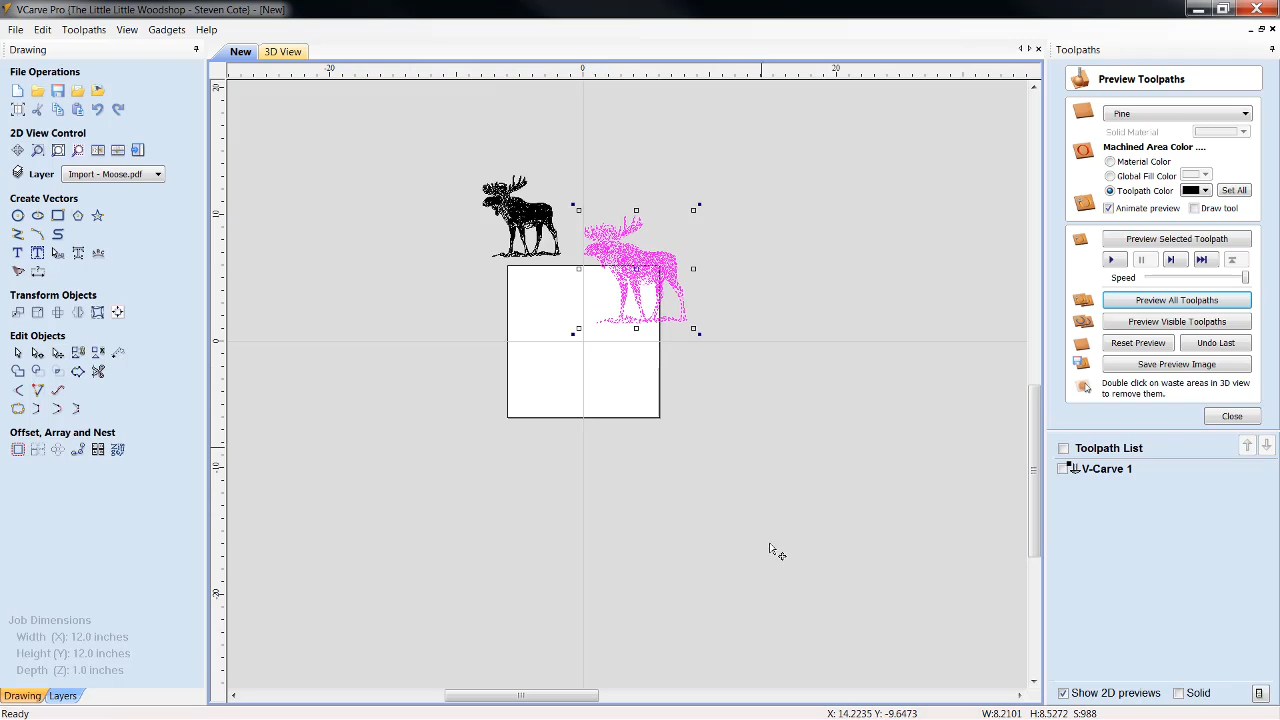 VCarve Pro {The Little Little Woodshop - Steven Cote} - [New]
File Edit Toolpaths View Gadgets Help
Drawing
File Operations
2D View Control
Layer Import - Moose.pdf
Create Vectors
Transform Objects
Edit Objects
Offset, Array and Nest
Job Dimensions
Width (X): 12.0 inches
Height (Y): 12.0 inches
Depth (Z): 1.0 inches
Drawing Layers
Ready
New 3D View
-20 0 20
20
10
0
-10
-20
Toolpaths
Preview Toolpaths
Pine
Solid Material
Machined Area Color ....
Material Color
Global Fill Color
Toolpath Color Set All
Animate preview Draw tool
Preview Selected Toolpath
Speed
Preview All Toolpaths
Preview Visible Toolpaths
Reset Preview Undo Last
Save Preview Image
Double click on waste areas in 3D view
to remove them.
Close
Toolpath List
V-Carve 1
Show 2D previews Solid
X: 14.2235 Y: -9.6473 W:8.2101 H:8.5272 S:988